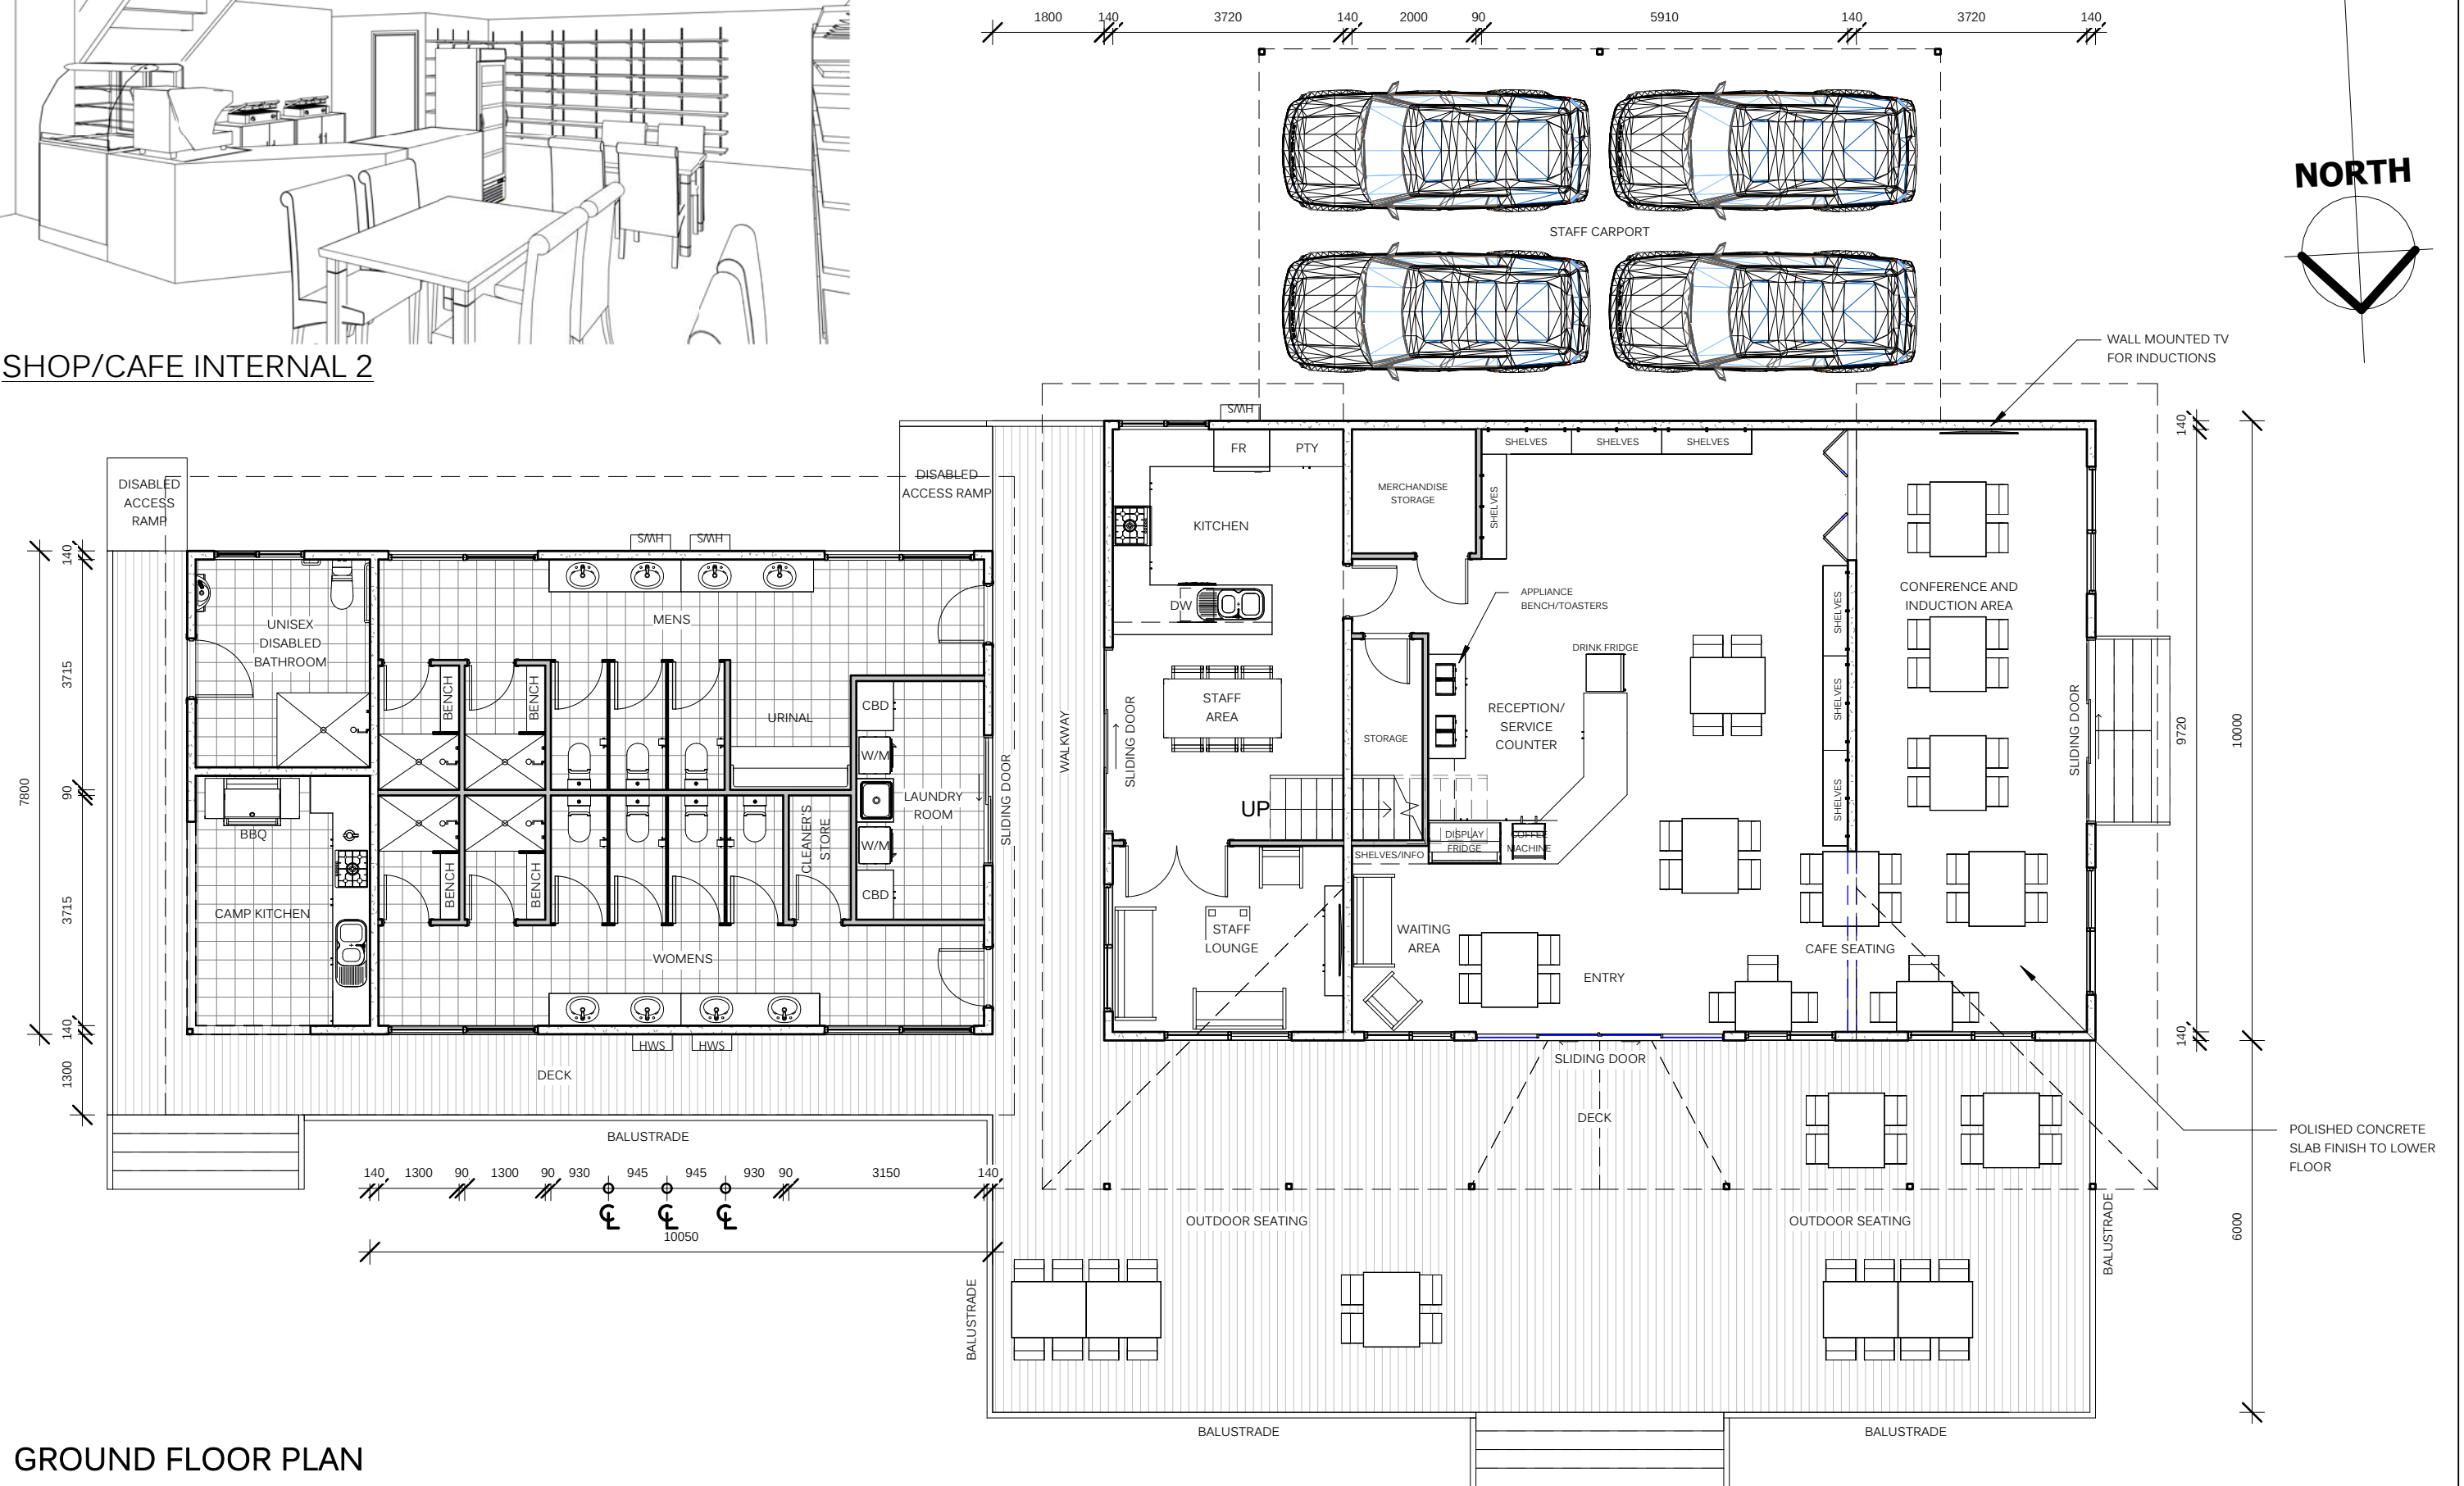 1800 140 3720 140 2000 90 5910 140 3720 140
NORTH
STAFF CARPORT
WALL MOUNTED TV
FOR INDUCTIONS
SHOP/CAFE INTERNAL 2
SMH
140
FR
PTY
SHELVES
SHELVES
SHELVES
DISABLED
ACCESS
RAMP
DISABLED
ACCESS RAMP
MERCHANDISE
STORAGE
SHELVES
KITCHEN
SMH
SMH
140
UNISEX
DISABLED
BATHROOM
MENS
DW
APPLIANCE
BENCH/TOASTERS
CONFERENCE AND
INDUCTION AREA
SHELVES
DRINK FRIDGE
3715
BENCH
BENCH
URINAL
CBD
W/M
WALKWAY
SLIDING DOOR
STAFF
AREA
STORAGE
RECEPTION/
SERVICE
COUNTER
SHELVES
SLIDING DOOR
9720
10000
7800
90
LAUNDRY
ROOM
SLIDING DOOR
UP
SHELVES
BBQ
CLEANER'S
STORE
W/M
DISPLAY
FRIDGE
COFFEE
MACHINE
SHELVES/INFO
BENCH
BENCH
CBD
3715
CAMP KITCHEN
WOMENS
STAFF
LOUNGE
WAITING
AREA
CAFE SEATING
ENTRY
140
HWS
HWS
140
SLIDING DOOR
1300
DECK
DECK
BALUSTRADE
POLISHED CONCRETE
SLAB FINISH TO LOWER
FLOOR
140 1300 90 1300 90 930 945 945 930 90 3150 140
℄ ℄ ℄
10050
OUTDOOR SEATING
OUTDOOR SEATING
BALUSTRADE
6000
BALUSTRADE
BALUSTRADE
BALUSTRADE
GROUND FLOOR PLAN